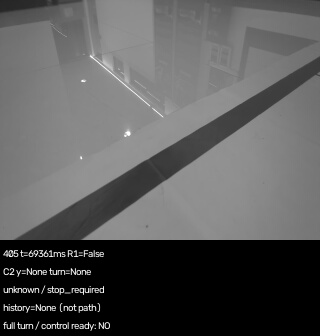 405 t=69361ms R1=False
C2 y=None turn=None
unknown / stop_required
history=None (not path)
full turn / control ready: NO